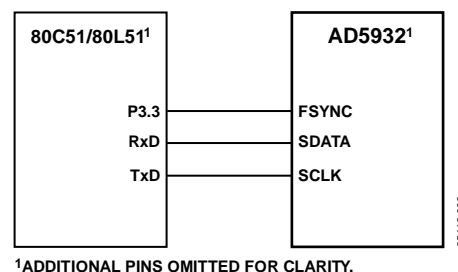 80C51/80L51¹ AD5932¹
P3.3 FSYNC
RxD SDATA
TxD SCLK
¹ADDITIONAL PINS OMITTED FOR CLARITY.